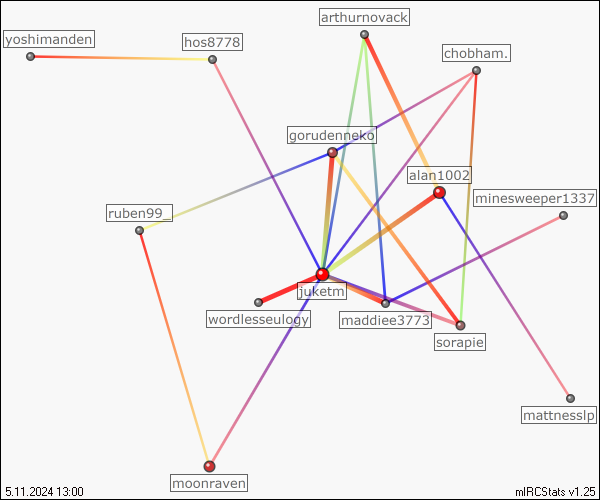 arthurnovack
yoshimanden
hos8778
chobham.
gorudenneko
alan1002
minesweeper1337
ruben99_
juketm
wordlesseulogy
maddiee3773
sorapie
mattnesslp
moonraven
5.11.2024 13:00
mIRCStats v1.25